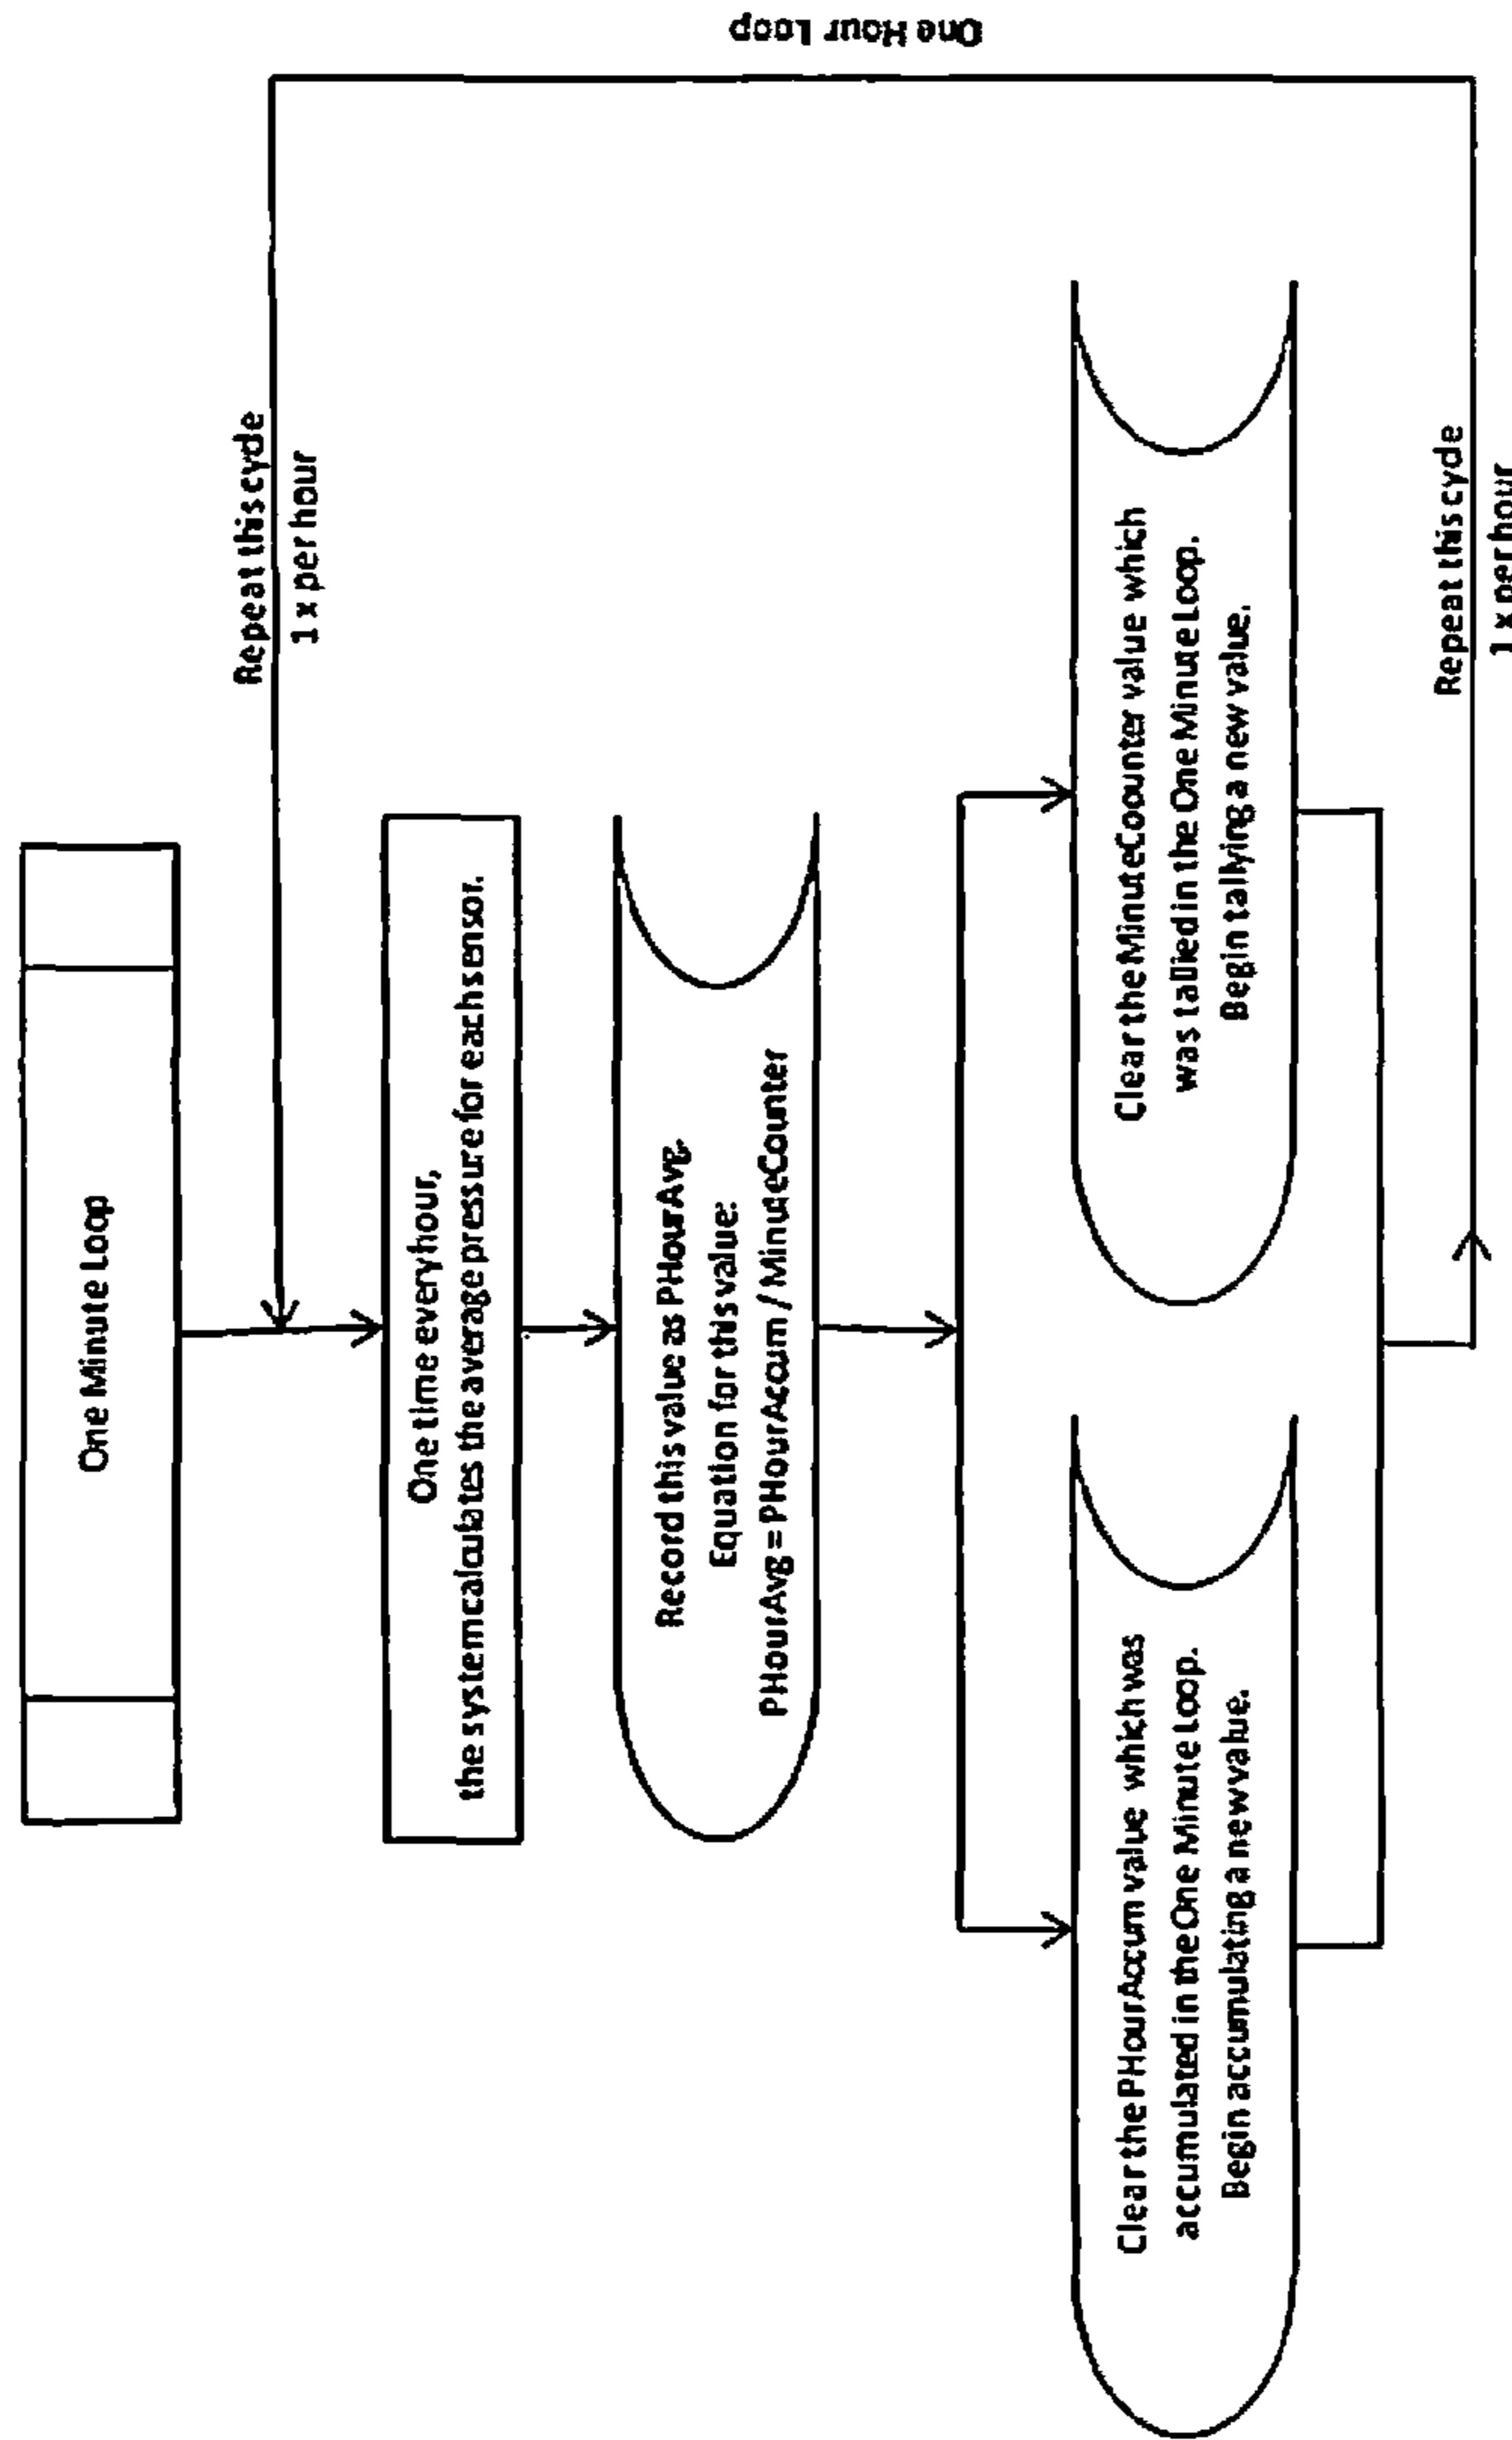 One Minute Loop
Repeat this cycle
1 x per hour
One time every hour,
the system calculates the average pressure for each sensor.
Record this value as PHourAvg.
Equation for this value:
PHourAvg = PHourAccum / MinuteCounter
Clear the PHourAccum value which was
accumulated in the One Minute Loop.
Begin accumulating a new value.
Clear the MinuteCounter value which
was tallied in the One Minute Loop.
Begin tallying a new value.
Repeat this cycle
1 x per hour
One Hour Loop